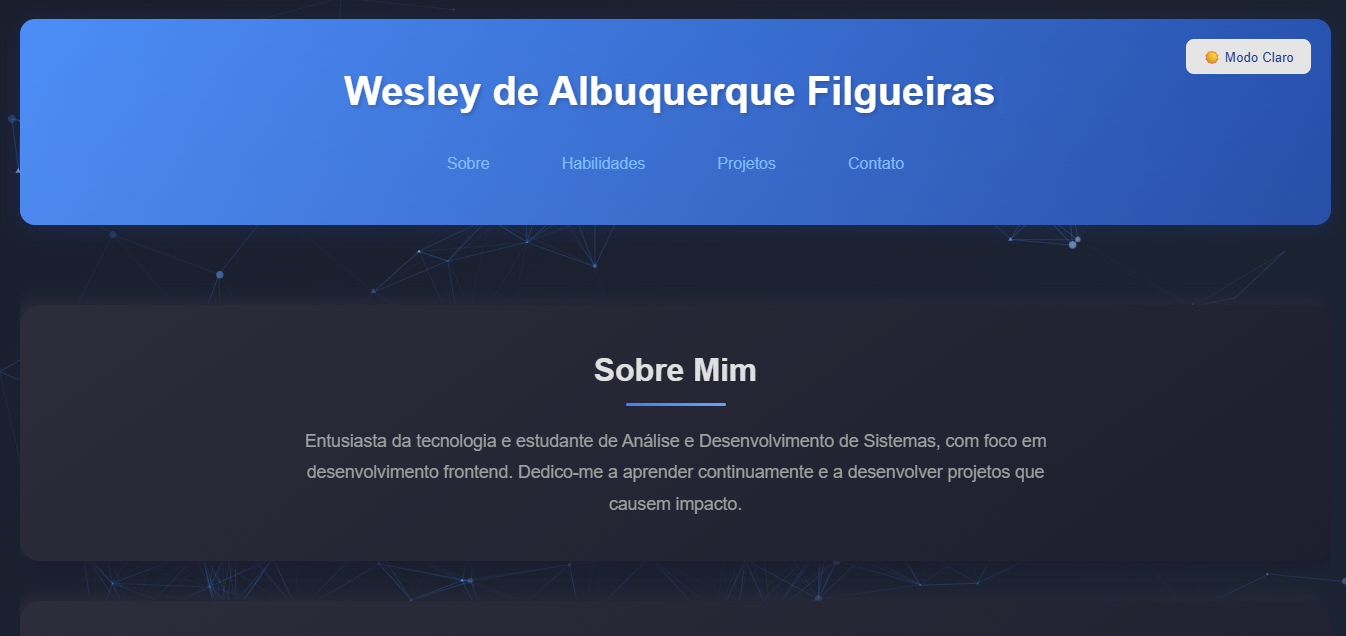 Modo Claro
Wesley de Albuquerque Filgueiras
Sobre Habilidades Projetos Contato
Sobre Mim
Entusiasta da tecnologia e estudante de Análise e Desenvolvimento de Sistemas, com foco em
desenvolvimento frontend. Dedico-me a aprender continuamente e a desenvolver projetos que
causem impacto.